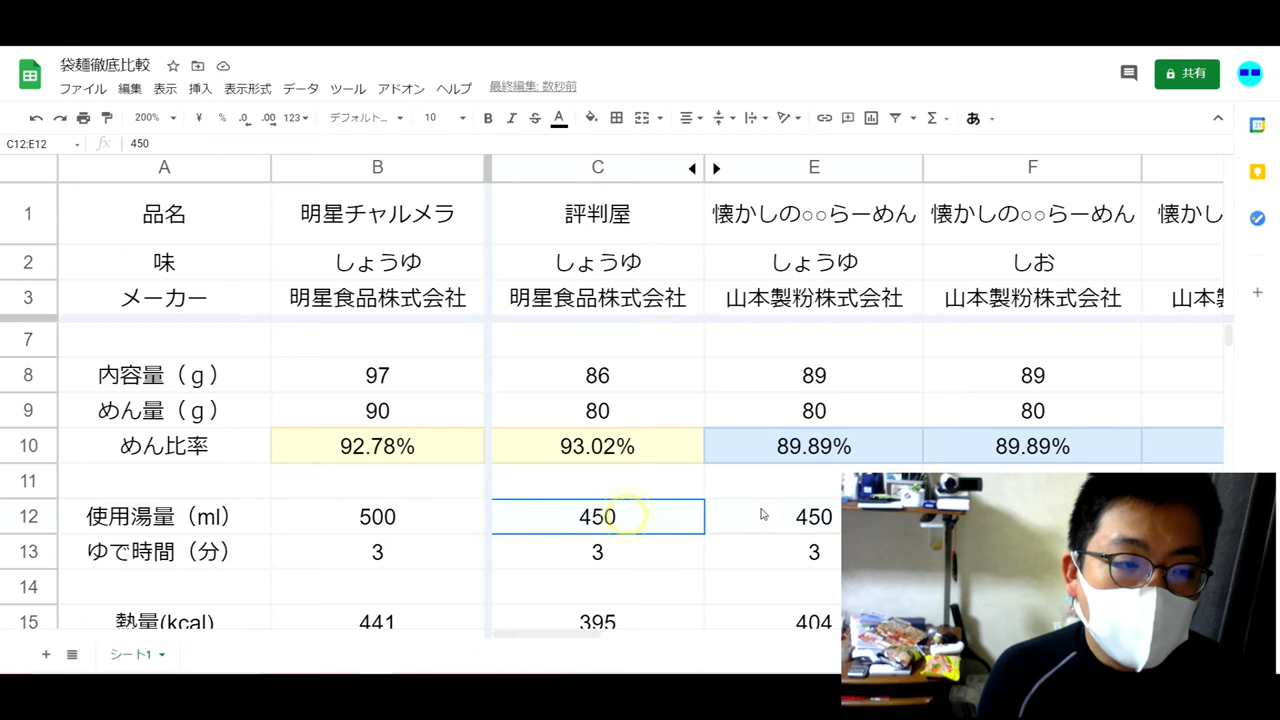 袋麺徹底比較
ファイル 編集 表示 挿入 表示形式 データ ツール アドオン ヘルプ 最終編集: 数秒前
共有
200% ¥ % .0 .00 123 デフォルト... 10 B I S A Σ あ
C12:E12 fx 450
A B C E F
1 品名 明星チャルメラ 評判屋 懐かしの○○らーめん 懐かしの○○らーめん 懐かし
2 味 しょうゆ しょうゆ しょうゆ しお
3 メーカー 明星食品株式会社 明星食品株式会社 山本製粉株式会社 山本製粉株式会社 山本
7
8 内容量（ｇ） 97 86 89 89
9 めん量（ｇ） 90 80 80 80
10 めん比率 92.78% 93.02% 89.89% 89.89%
11
12 使用湯量（ml） 500 450 450
13 ゆで時間（分） 3 3 3
14
15 熱量(kcal) 441 395 404
シート1